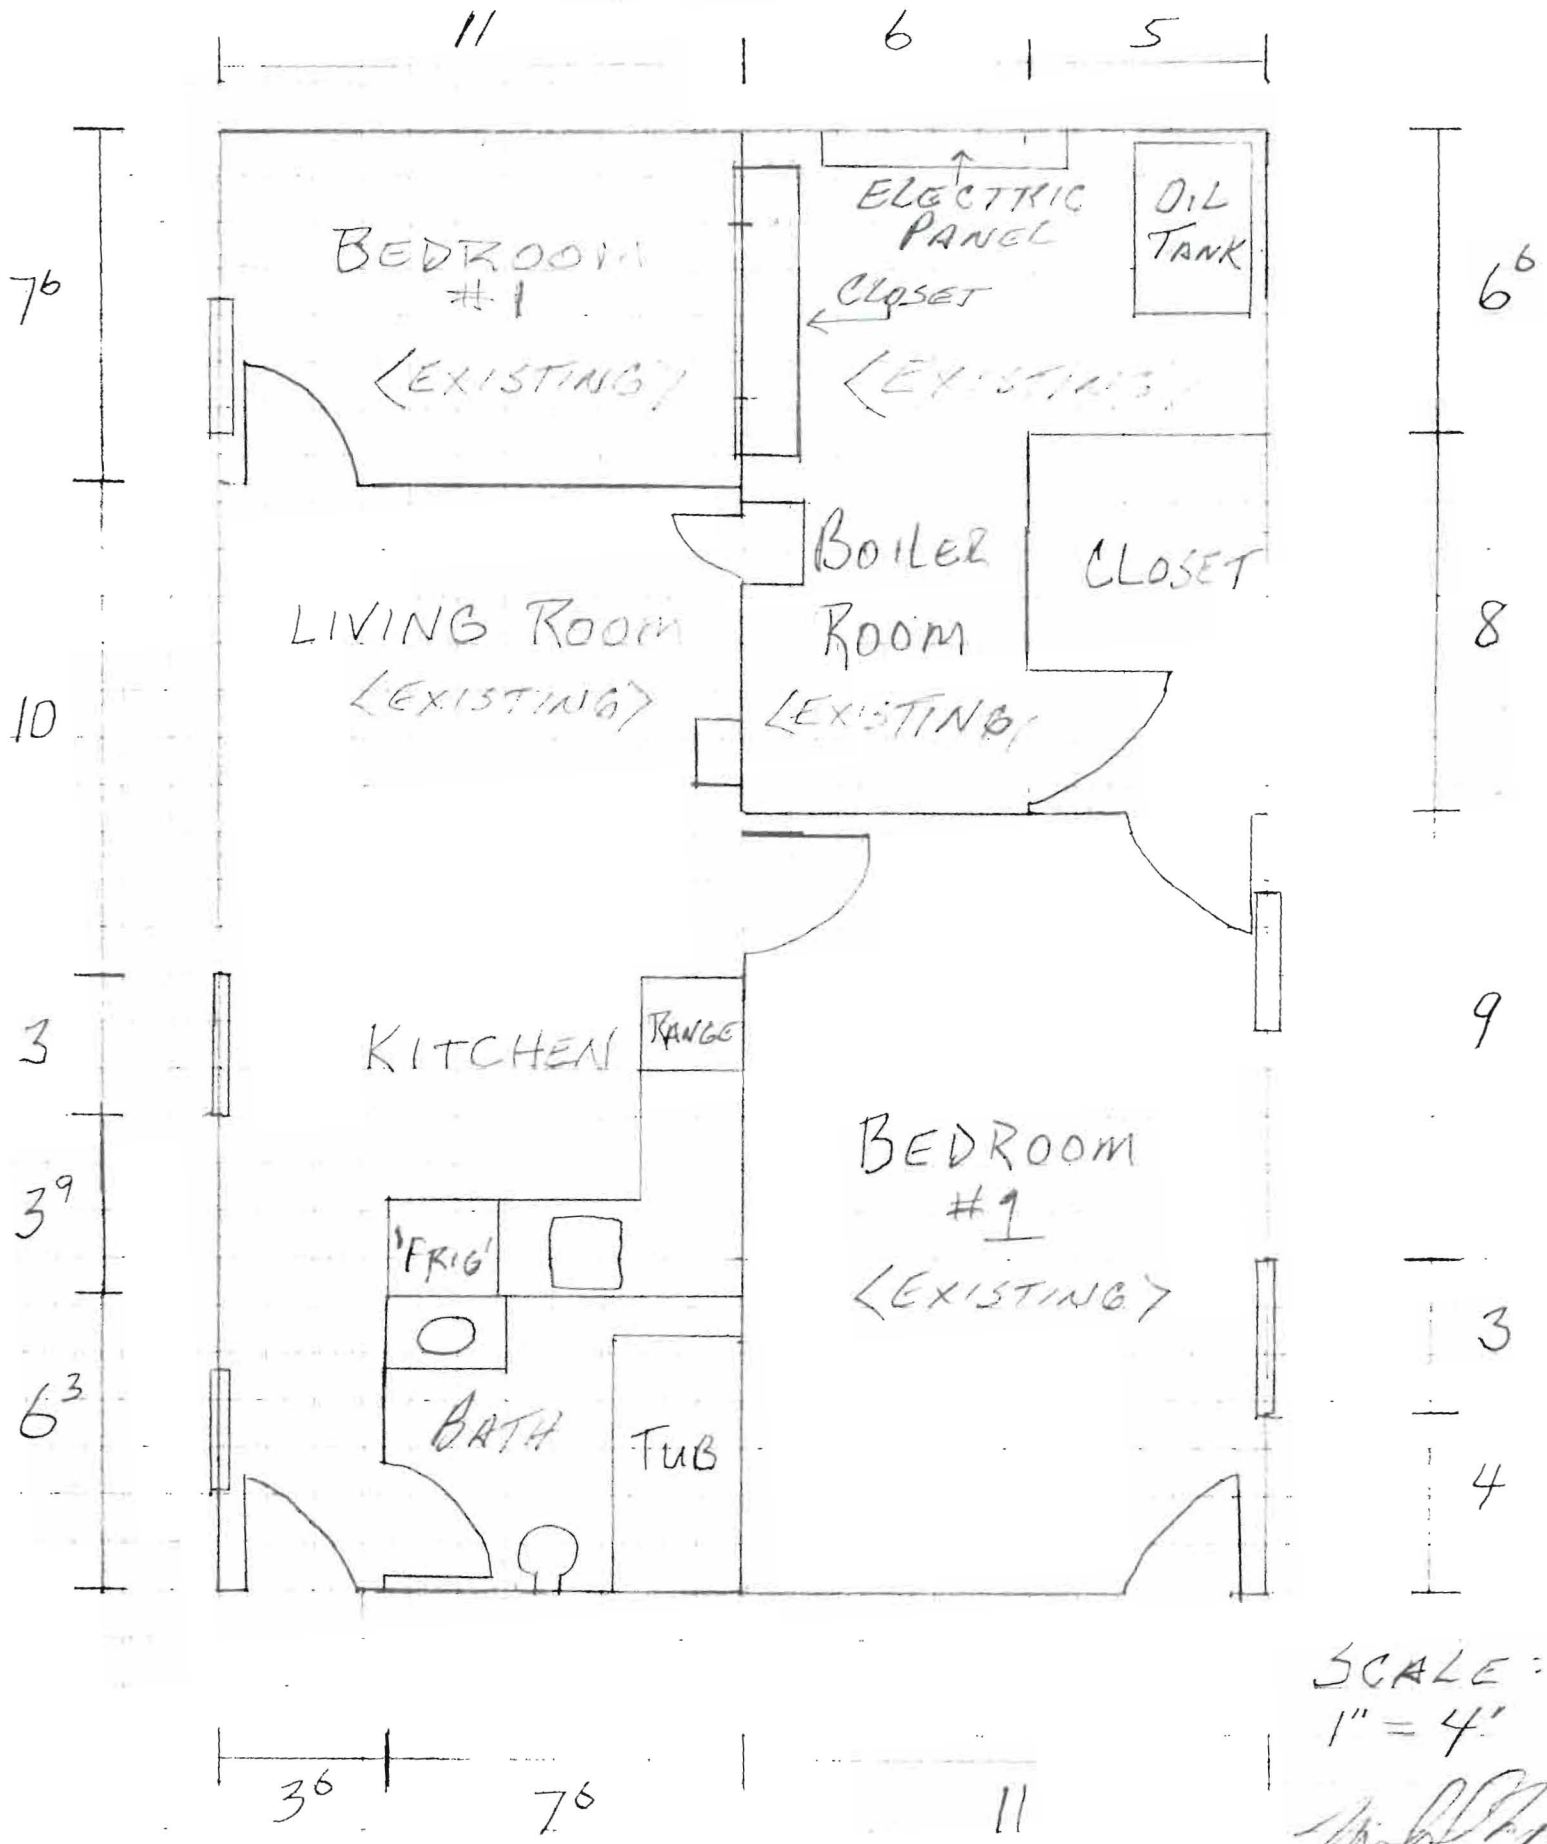 11
6
5
7⁶
6⁶
ELECTRIC
PANEL
OIL
TANK
BEDROOM
#1
<EXISTING>
CLOSET
<EXISTING>
10
8
LIVING ROOM
<EXISTING>
BOILER
ROOM
<EXISTING>
CLOSET
3
9
KITCHEN
RANGE
3⁹
'FRIG'
BEDROOM
#1
<EXISTING>
3
6³
BATH
TUB
4
SCALE:
1" = 4'
3⁶
7⁶
11